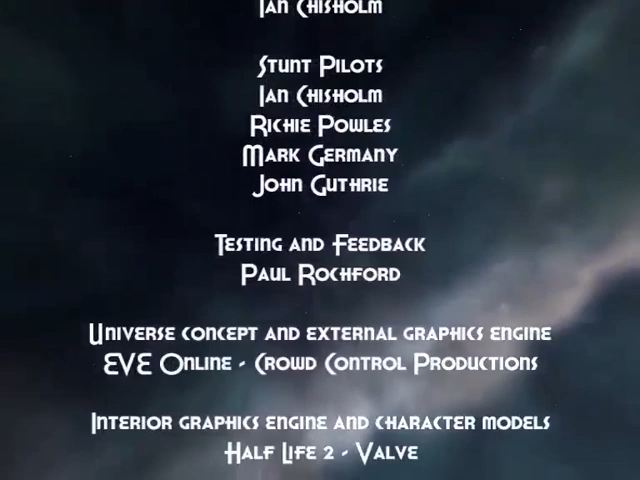 Ian Chisholm
Stunt Pilots
Ian Chisholm
Richie Powles
Mark Germany
John Guthrie
Testing and Feedback
Paul Rochford
Universe concept and external graphics engine
EVE Online - Crowd Control Productions
Interior graphics engine and character models
Half Life 2 - Valve